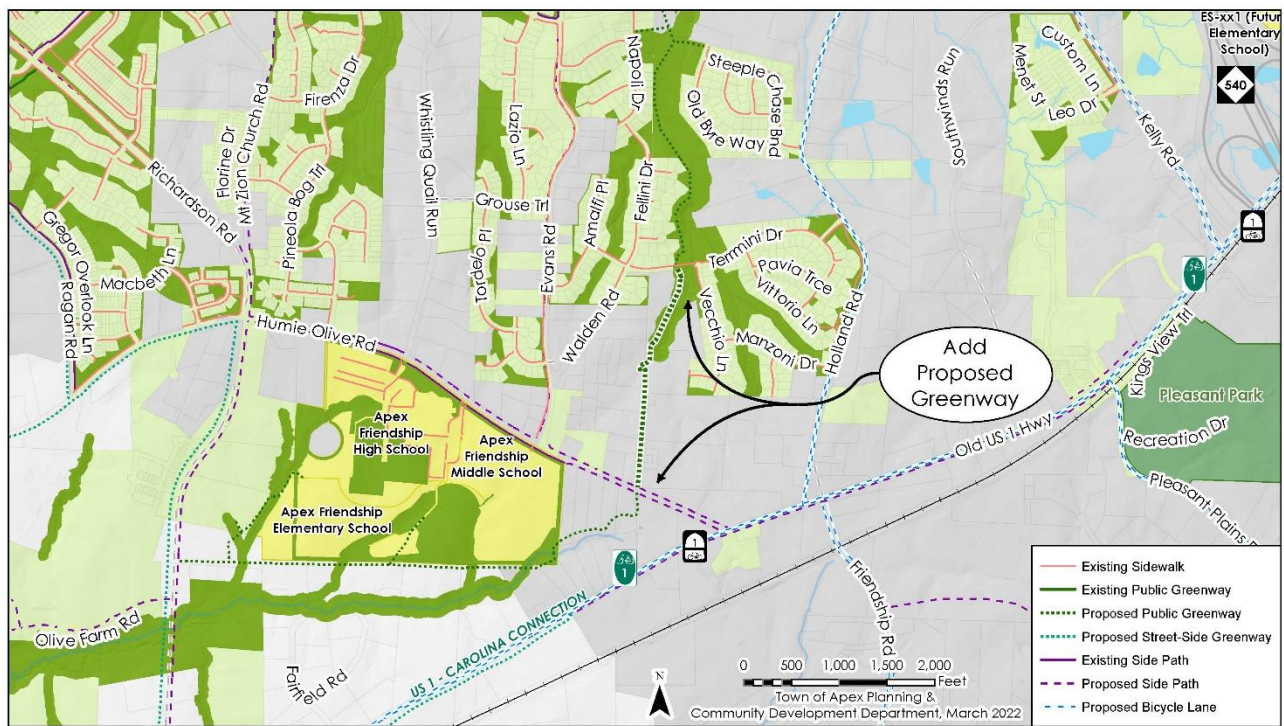 ES-xx1 (Futur
Elementary
School)
540
Napoli Dr
Steeple Chase Bnd
Old Byre Way
Southwinds Run
Custom Ln
Memet St
Leo Dr
Kelly Rd
Firenza Dr
Mt Zion Church Rd
Florine Dr
Richardson Rd
Pineola Bog Trl
Whistling Quail Run
Lazio Ln
Grouse Trl
Torpejo Pl
Evans Rd
Amalfi Pl
Fellini Dr
Walden Rd
Termini Dr
Pavia Trce
Vittorio Ln
Vecchio Ln
Manzoni Dr
Holland Rd
Gregor Overlook Ln
Ragan Rd
Macbeth Ln
Humie Olive Rd
Add
Proposed
Greenway
1
1
Kings View Trl
Pleasant Park
Recreation Dr
Old US 1 Hwy
Pleasant Plains
Apex
Friendship
High School
Apex
Friendship
Middle School
Apex Friendship
Elementary School
1
1
US 1 - CAROLINA CONNECTION
Friendship Rd
Olive Farm Rd
Fairfield Rd
N
0 500 1,000 1,500 2,000
Feet
Town of Apex Planning &
Community Development Department, March 2022
Existing Sidewalk
Existing Public Greenway
Proposed Public Greenway
Proposed Street-Side Greenway
Existing Side Path
Proposed Side Path
Proposed Bicycle Lane